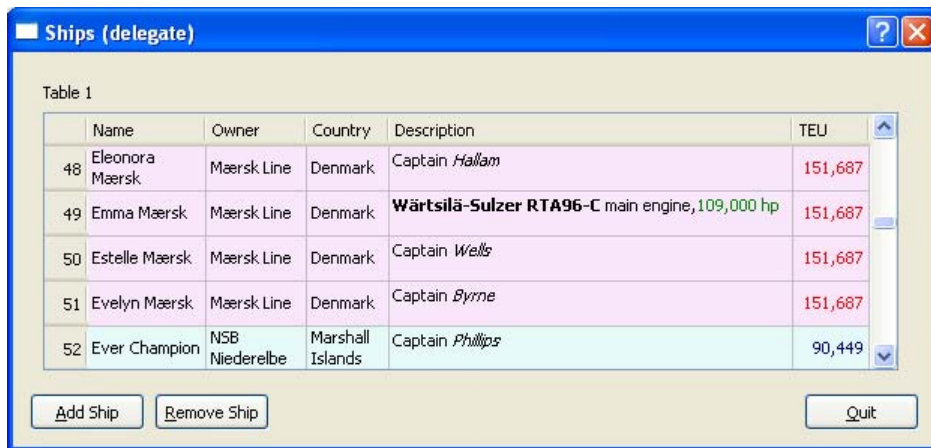 Ships (delegate)
Table 1
Name Owner Country Description TEU
48 Eleonora Mærsk Mærsk Line Denmark Captain Hallam 151,687
49 Emma Mærsk Mærsk Line Denmark Wärtsilä-Sulzer RTA96-C main engine,109,000 hp 151,687
50 Estelle Mærsk Mærsk Line Denmark Captain Wells 151,687
51 Evelyn Mærsk Mærsk Line Denmark Captain Byrne 151,687
52 Ever Champion NSB Niederelbe Marshall Islands Captain Phillips 90,449
Add Ship Remove Ship Quit